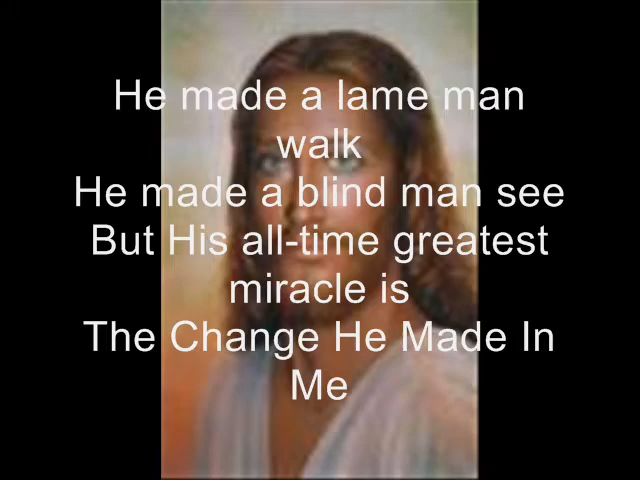 He made a lame man
walk
He made a blind man see
But His all-time greatest
miracle is
The Change He Made In
Me